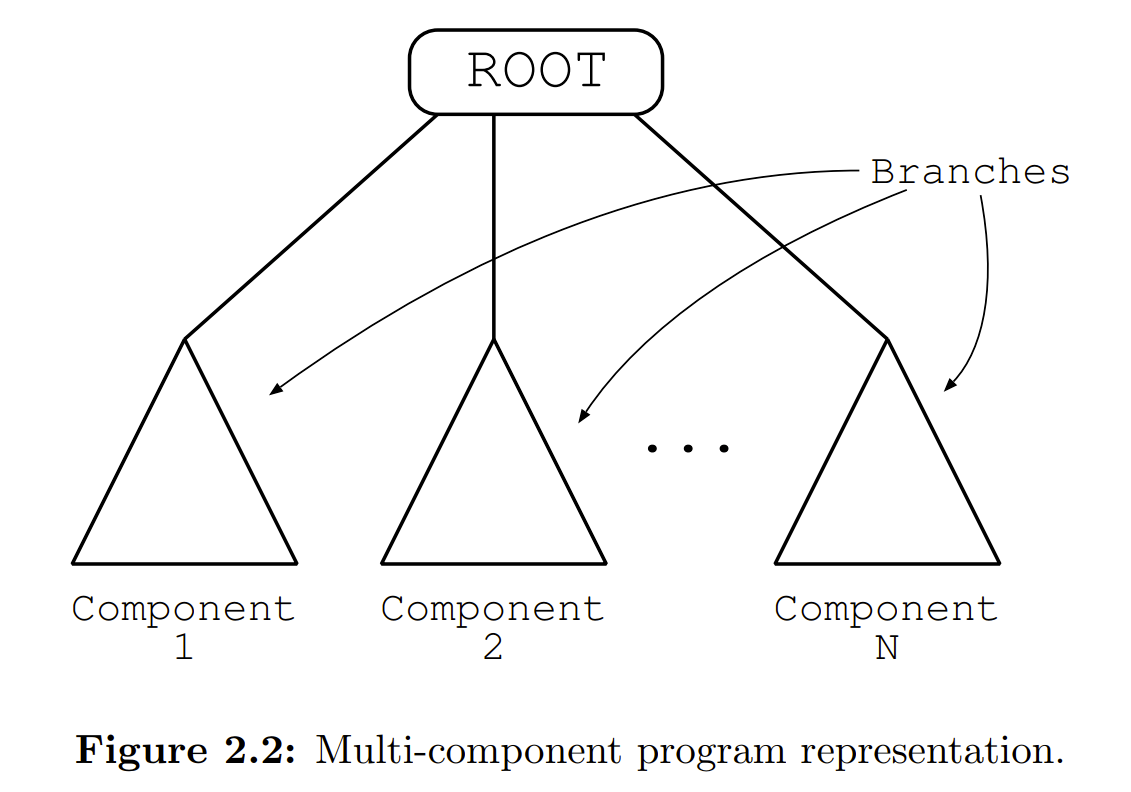 ROOT
Branches
Component
1
Component
2
. . .
Component
N
Figure 2.2: Multi-component program representation.